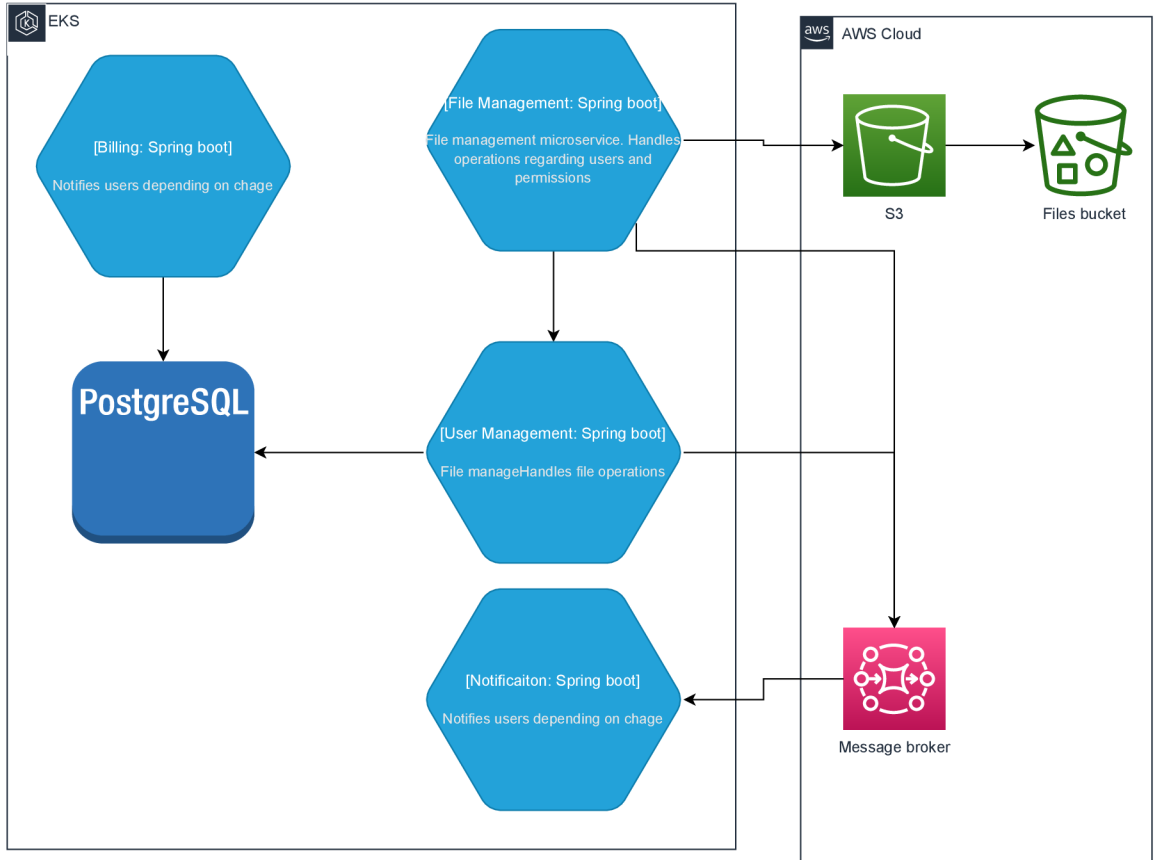 EKS
aws
AWS Cloud
[Billing: Spring boot]
Notifies users depending on chage
[File Management: Spring boot]
File management microservice. Handles
operations regarding users and
permissions
S3
Files bucket
PostgreSQL
[User Management: Spring boot]
File manageHandles file operations
[Notificaiton: Spring boot]
Notifies users depending on chage
Message broker